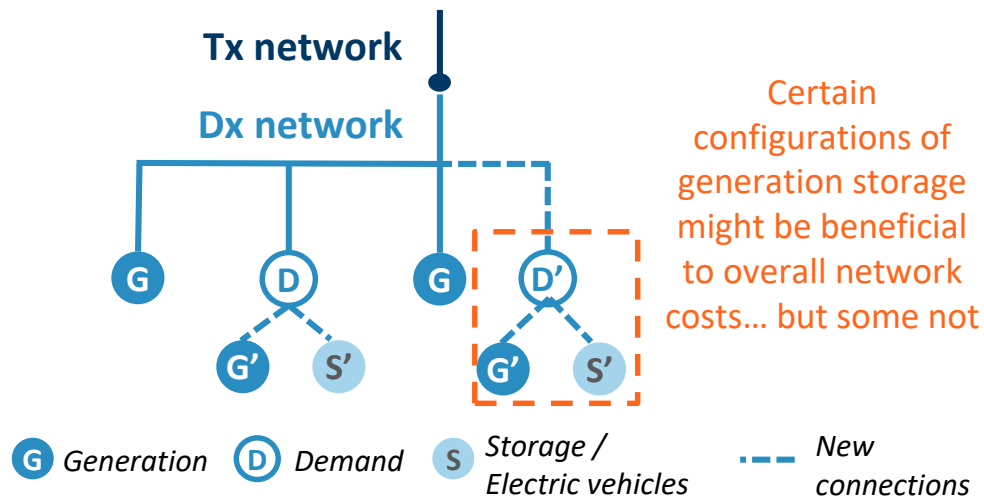 Tx network
Dx network
Certain
configurations of
generation storage
might be beneficial
to overall network
costs... but some not
G
D
G
D’
G’
S’
G’
S’
G Generation
D Demand
S Storage /
Electric vehicles
New
connections